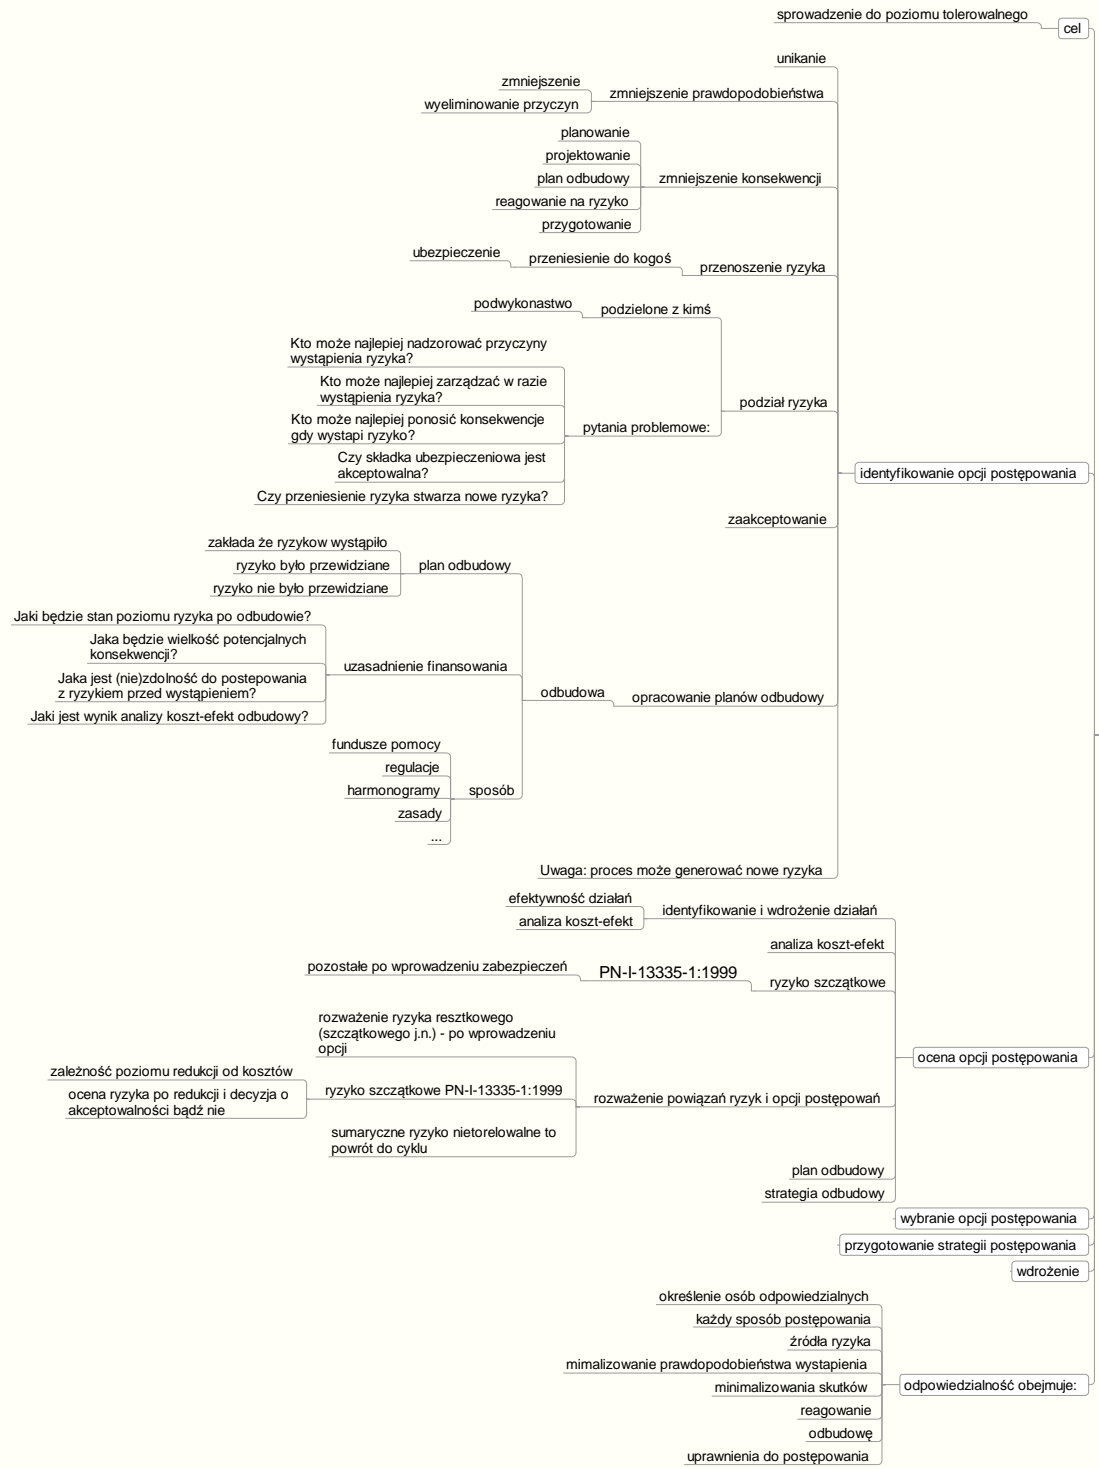 sprowadzenie do poziomu tolerowalnego
cel
unikanie
zmniejszenie
wyeliminowanie przyczyn
zmniejszenie prawdopodobieństwa
planowanie
projektowanie
plan odbudowy
reagowanie na ryzyko
przygotowanie
zmniejszenie konsekwencji
ubezpieczenie
przeniesienie do kogoś
przenoszenie ryzyka
podwykonastwo
podzielone z kimś
Kto może najlepiej nadzorować przyczyny
wystąpienia ryzyka?
Kto może najlepiej zarządzać w razie
wystąpienia ryzyka?
Kto może najlepiej ponosić konsekwencje
gdy wystapi ryzyko?
Czy składka ubezpieczeniowa jest
akceptowalna?
Czy przeniesienie ryzyka stwarza nowe ryzyka?
pytania problemowe:
podział ryzyka
identyfikowanie opcji postępowania
zaakceptowanie
zakłada że ryzykow wystąpiło
ryzyko było przewidziane
ryzyko nie było przewidziane
plan odbudowy
Jaki będzie stan poziomu ryzyka po odbudowie?
Jaka będzie wielkość potencjalnych
konsekwencji?
Jaka jest (nie)zdolność do postepowania
z ryzykiem przed wystąpieniem?
Jaki jest wynik analizy koszt-efekt odbudowy?
uzasadnienie finansowania
odbudowa
opracowanie planów odbudowy
fundusze pomocy
regulacje
harmonogramy
zasady
...
sposób
Uwaga: proces może generować nowe ryzyka
efektywność działań
analiza koszt-efekt
identyfikowanie i wdrożenie działań
analiza koszt-efekt
pozostałe po wprowadzeniu zabezpieczeń
PN-I-13335-1:1999
ryzyko szczątkowe
rozważenie ryzyka resztkowego
(szczątkowego j.n.) - po wprowadzeniu
opcji
zależność poziomu redukcji od kosztów
ocena ryzyka po redukcji i decyzja o
akceptowalności bądź nie
ryzyko szczątkowe PN-I-13335-1:1999
sumaryczne ryzyko nietorelowalne to
powrót do cyklu
rozważenie powiązań ryzyk i opcji postępowań
ocena opcji postępowania
plan odbudowy
strategia odbudowy
wybranie opcji postępowania
przygotowanie strategii postępowania
wdrożenie
określenie osób odpowiedzialnych
każdy sposób postępowania
źródła ryzyka
mimalizowanie prawdopodobieństwa wystapienia
minimalizowania skutków
reagowanie
odbudowę
uprawnienia do postępowania
odpowiedzialność obejmuje: